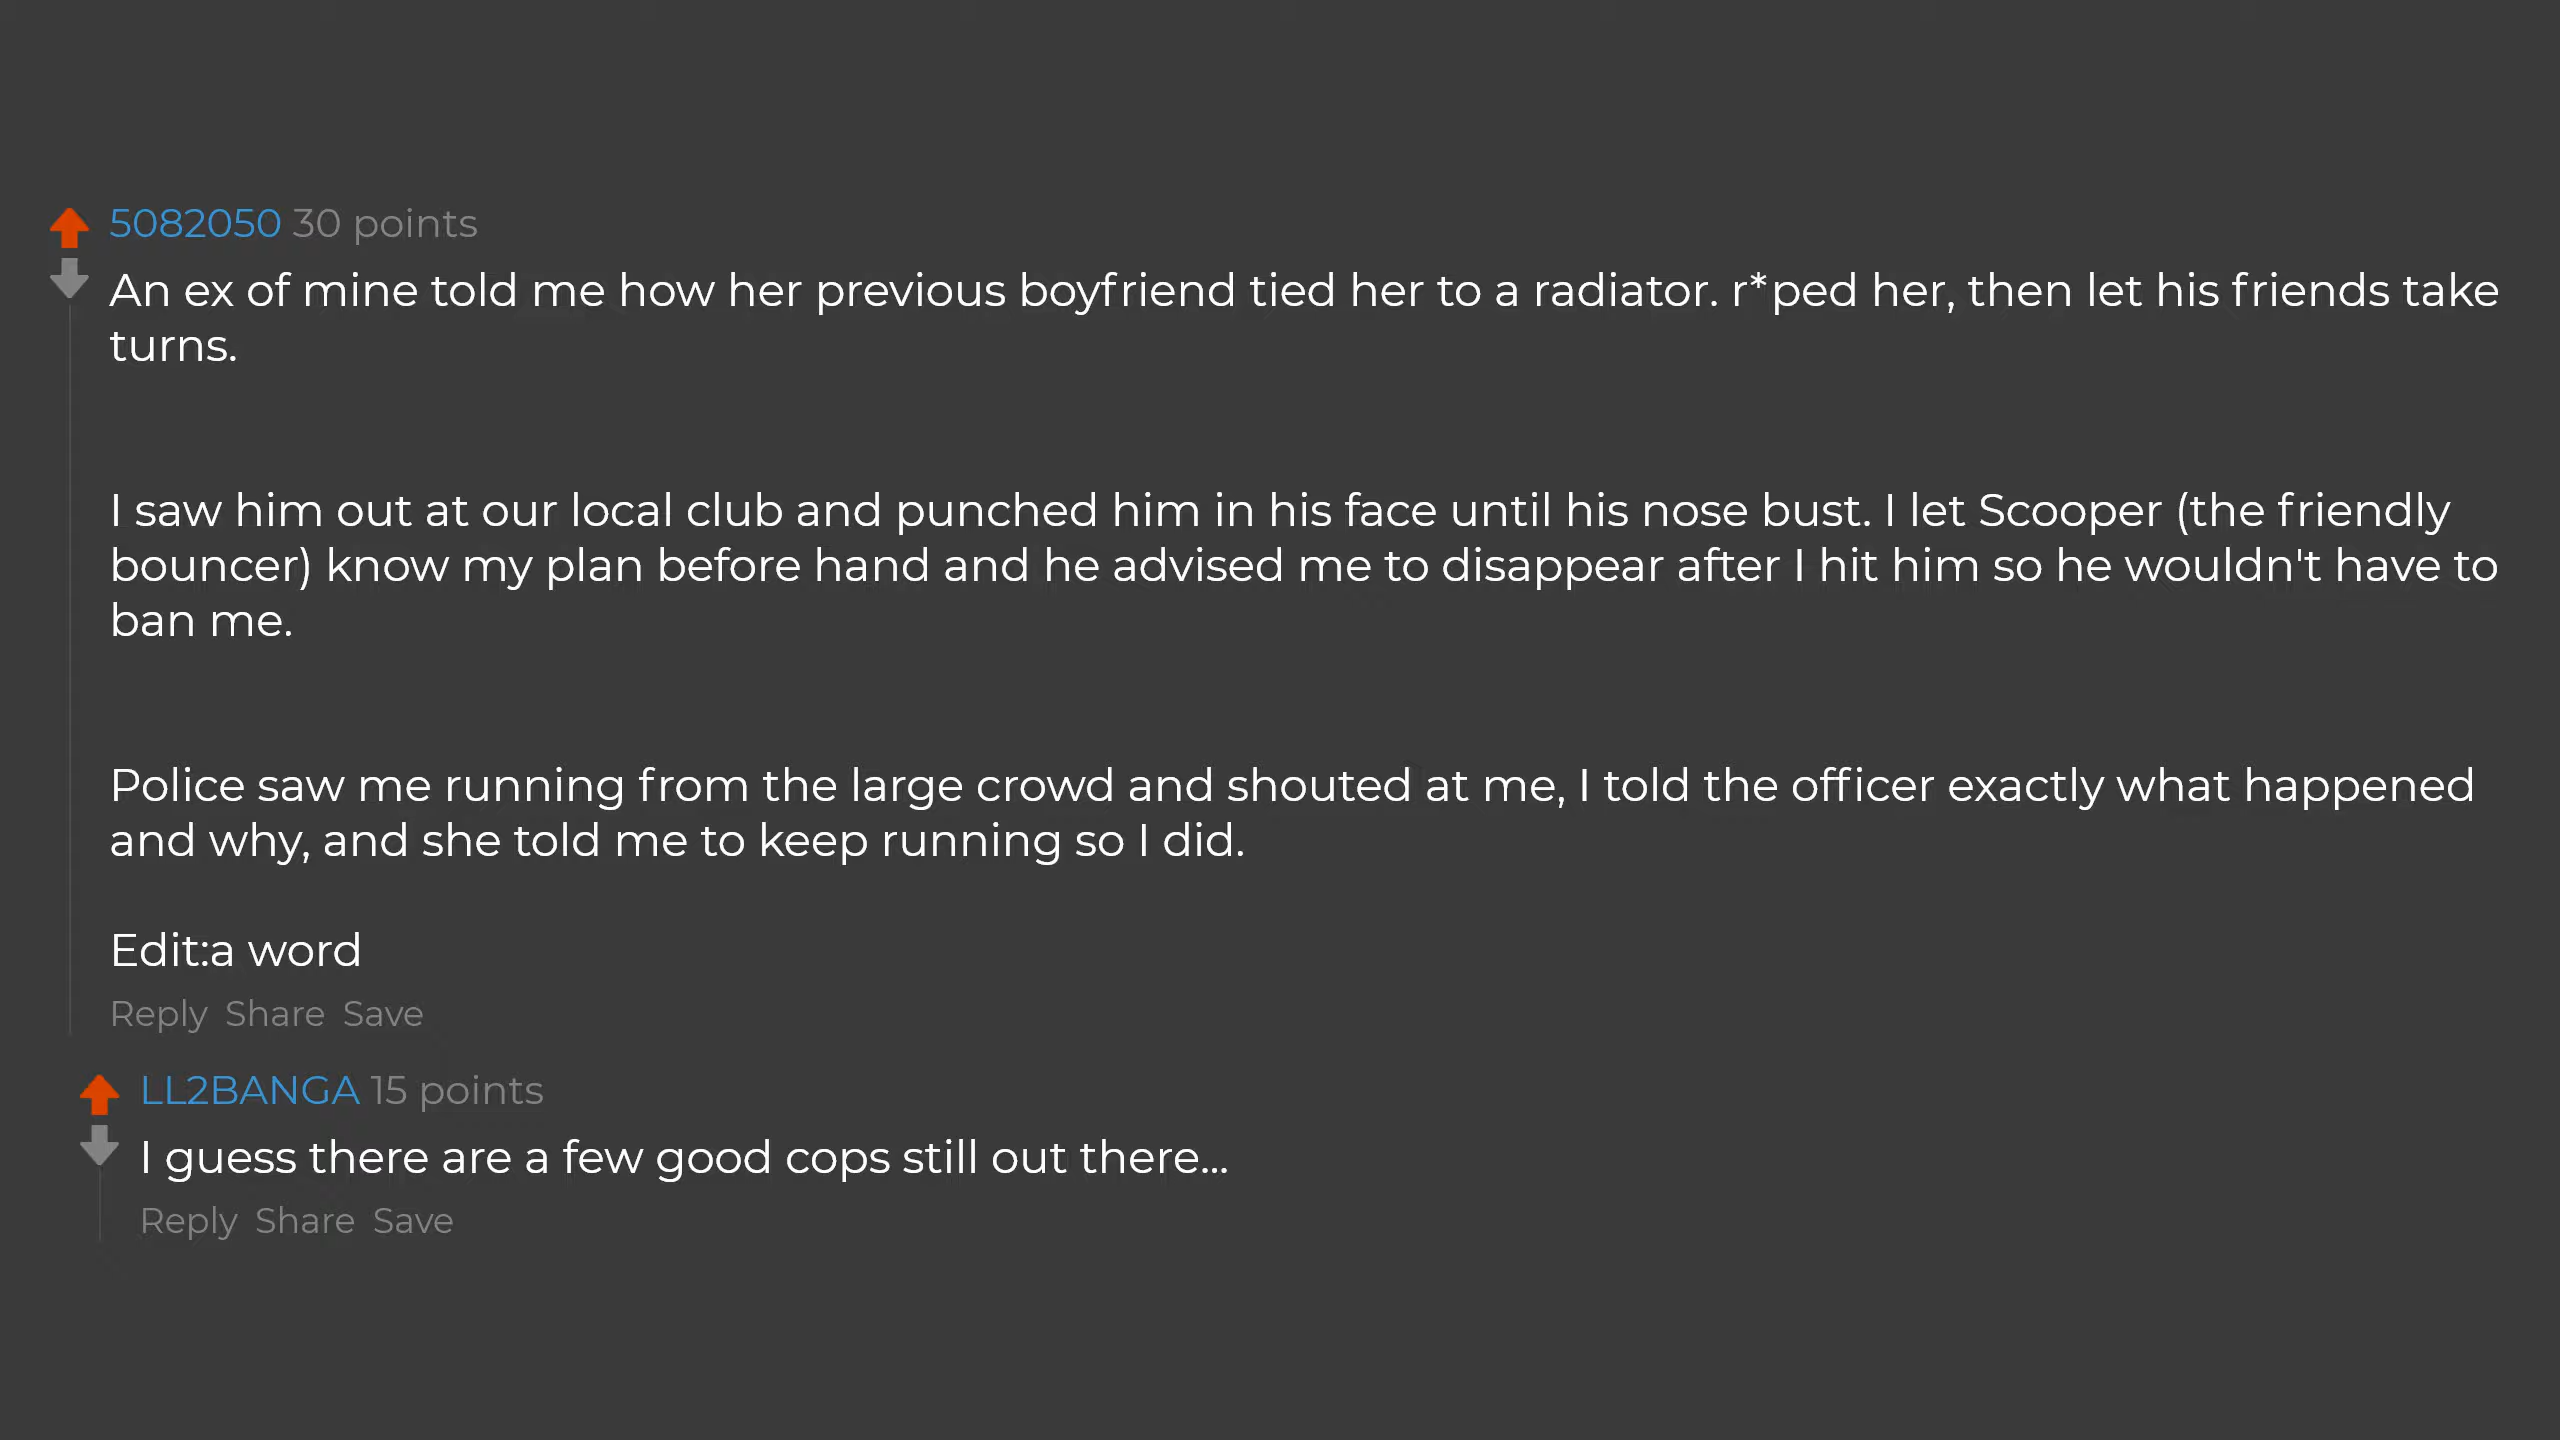 5082050 30 points
An ex of mine told me how her previous boyfriend tied her to a radiator. r*ped her, then let his friends take
turns.
I saw him out at our local club and punched him in his face until his nose bust. I let Scooper (the friendly
bouncer) know my plan before hand and he advised me to disappear after I hit him so he wouldn't have to
ban me.
Police saw me running from the large crowd and shouted at me, I told the officer exactly what happened
and why, and she told me to keep running so I did.
Edit:a word
Reply Share Save
LL2BANGA 15 points
I guess there are a few good cops still out there...
Reply Share Save